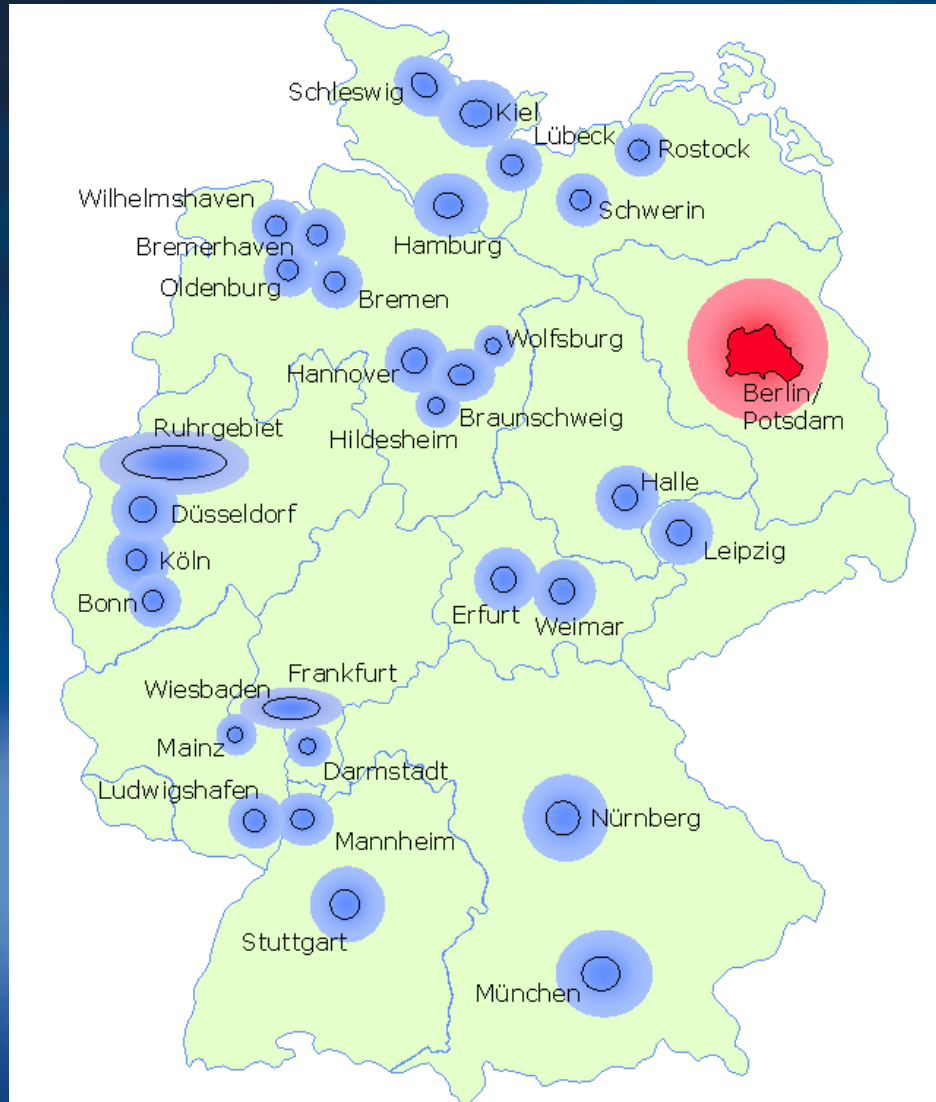 Schleswig
Kiel
Lübeck
Rostock
Wilhelmshaven
Schwerin
Bremerhaven
Hamburg
Oldenburg
Bremen
Wolfsburg
Hannover
Berlin/
Potsdam
Braunschweig
Hildesheim
Ruhrgebiet
Halle
Düsseldorf
Leipzig
Köln
Bonn
Erfurt
Weimar
Frankfurt
Wiesbaden
Mainz
Darmstadt
Ludwigshafen
Nürnberg
Mannheim
Stuttgart
München